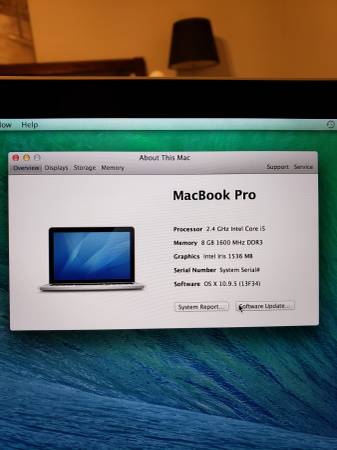 ow Help
About This Mac
Overview Displays Storage Memory Support Service
MacBook Pro
Processor 2.4 GHz Intel Core i5
Memory 8 GB 1600 MHz DDR3
Graphics Intel Iris 1536 MB
Serial Number System Serial#
Software OS X 10.9.5 (13F34)
System Report... Software Update...